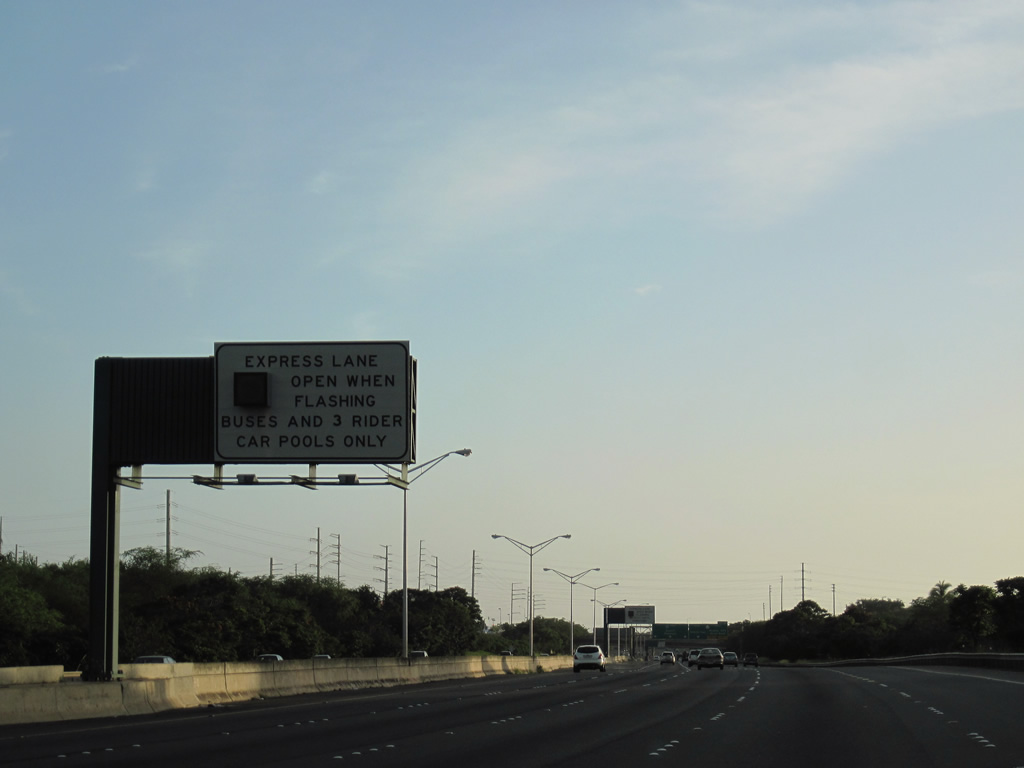 EXPRESS LANE
OPEN WHEN
FLASHING
BUSES AND 3 RIDER
CAR POOLS ONLY